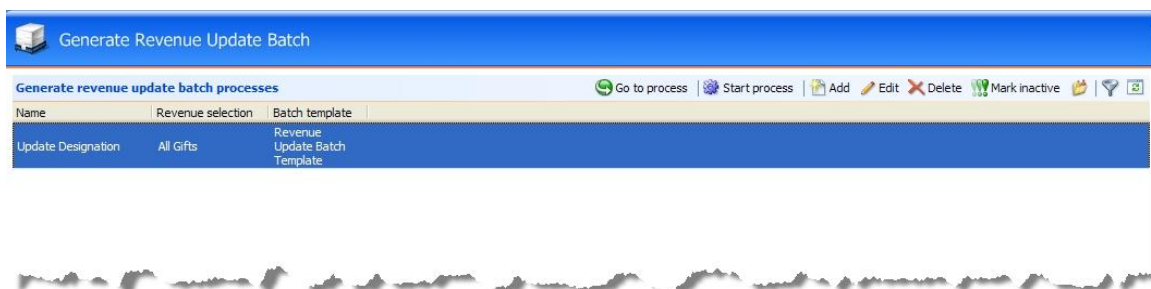 Generate Revenue Update Batch
Generate revenue update batch processes Go to process Start process Add Edit Delete Mark inactive
Name Revenue selection Batch template
Update Designation All Gifts Revenue
Update Batch
Template